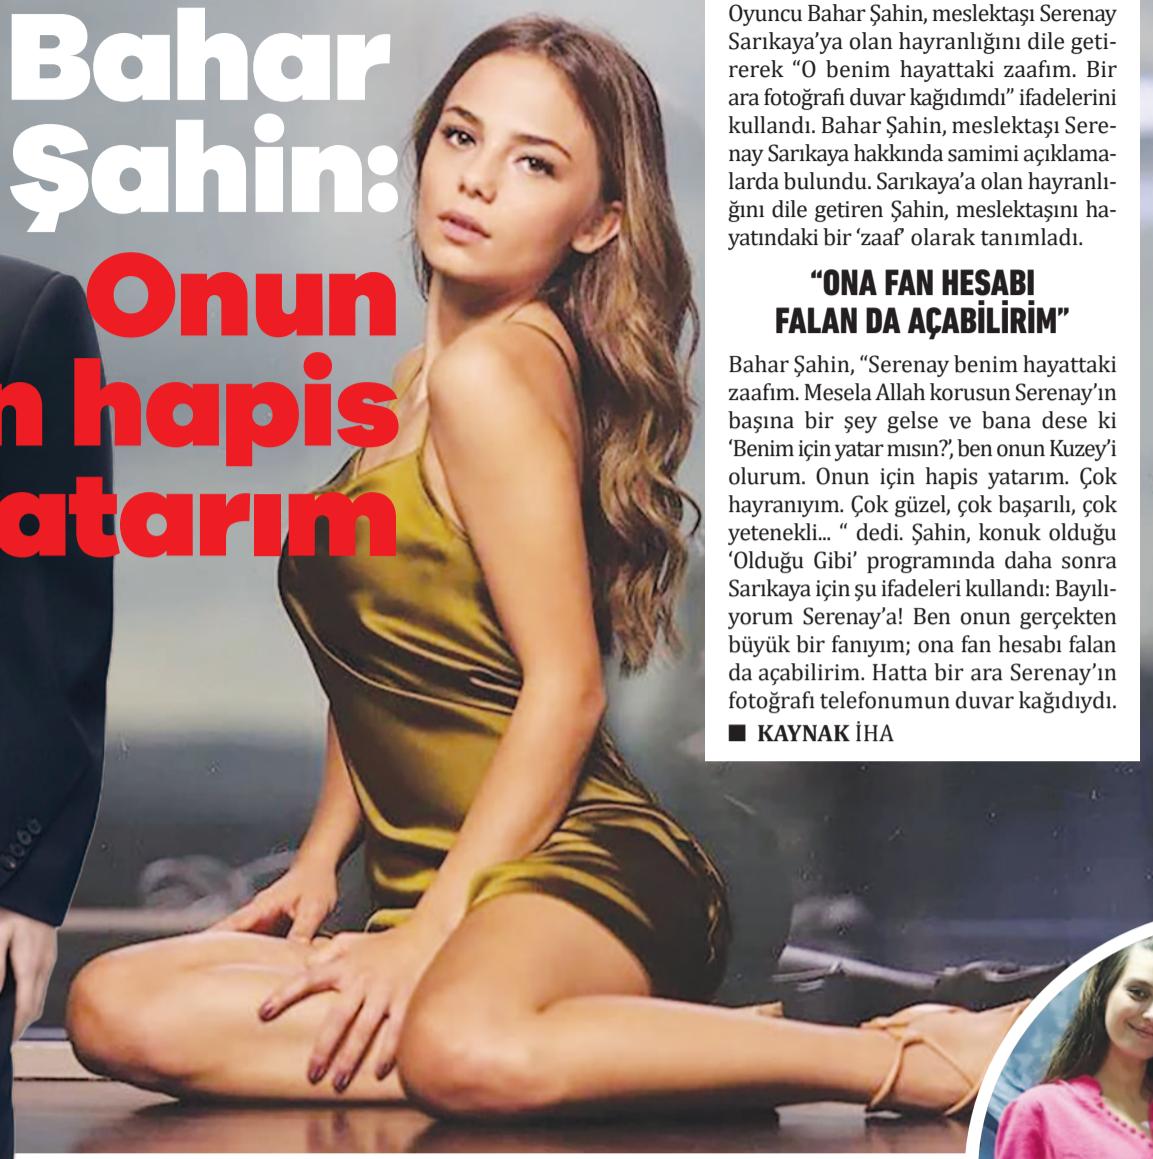 Bahar
Şahin:
Onun
hapis
Oyuncu Bahar Şahin, meslektaşı Serenay
Sarıkaya’ya olan hayranlığını dile geti-
rerek “O benim hayattaki zaafım. Bir
ara fotoğrafı duvar kağıdımdı” ifadelerini
kullandı. Bahar Şahin, meslektaşı Sere-
nay Sarıkaya hakkında samimi açıklama-
larda bulundu. Sarıkaya’a olan hayranlı-
ğını dile getiren Şahin, meslektaşını ha-
yatındaki bir ‘zaaf’ olarak tanımladı.
“ONA FAN HESABI
FALAN DA AÇABİLİRİM”
Bahar Şahin, “Serenay benim hayattaki
zaafım. Mesela Allah korusun Serenay’ın
başına bir şey gelse ve bana dese ki
‘Benim için yatar mısın?’, ben onun Kuzey’i
olurum. Onun için hapis yatarım. Çok
hayranıyım. Çok güzel, çok başarılı, çok
yetenekli... “ dedi. Şahin, konuk olduğu
‘Olduğu Gibi’ programında daha sonra
Sarıkaya için şu ifadeleri kullandı: Bayılı-
yorum Serenay’a! Ben onun gerçekten
büyük bir fanıyım; ona fan hesabı falan
da açabilirim. Hatta bir ara Serenay’ın
fotoğrafı telefonumun duvar kağıdıydı.
■ KAYNAK İHA